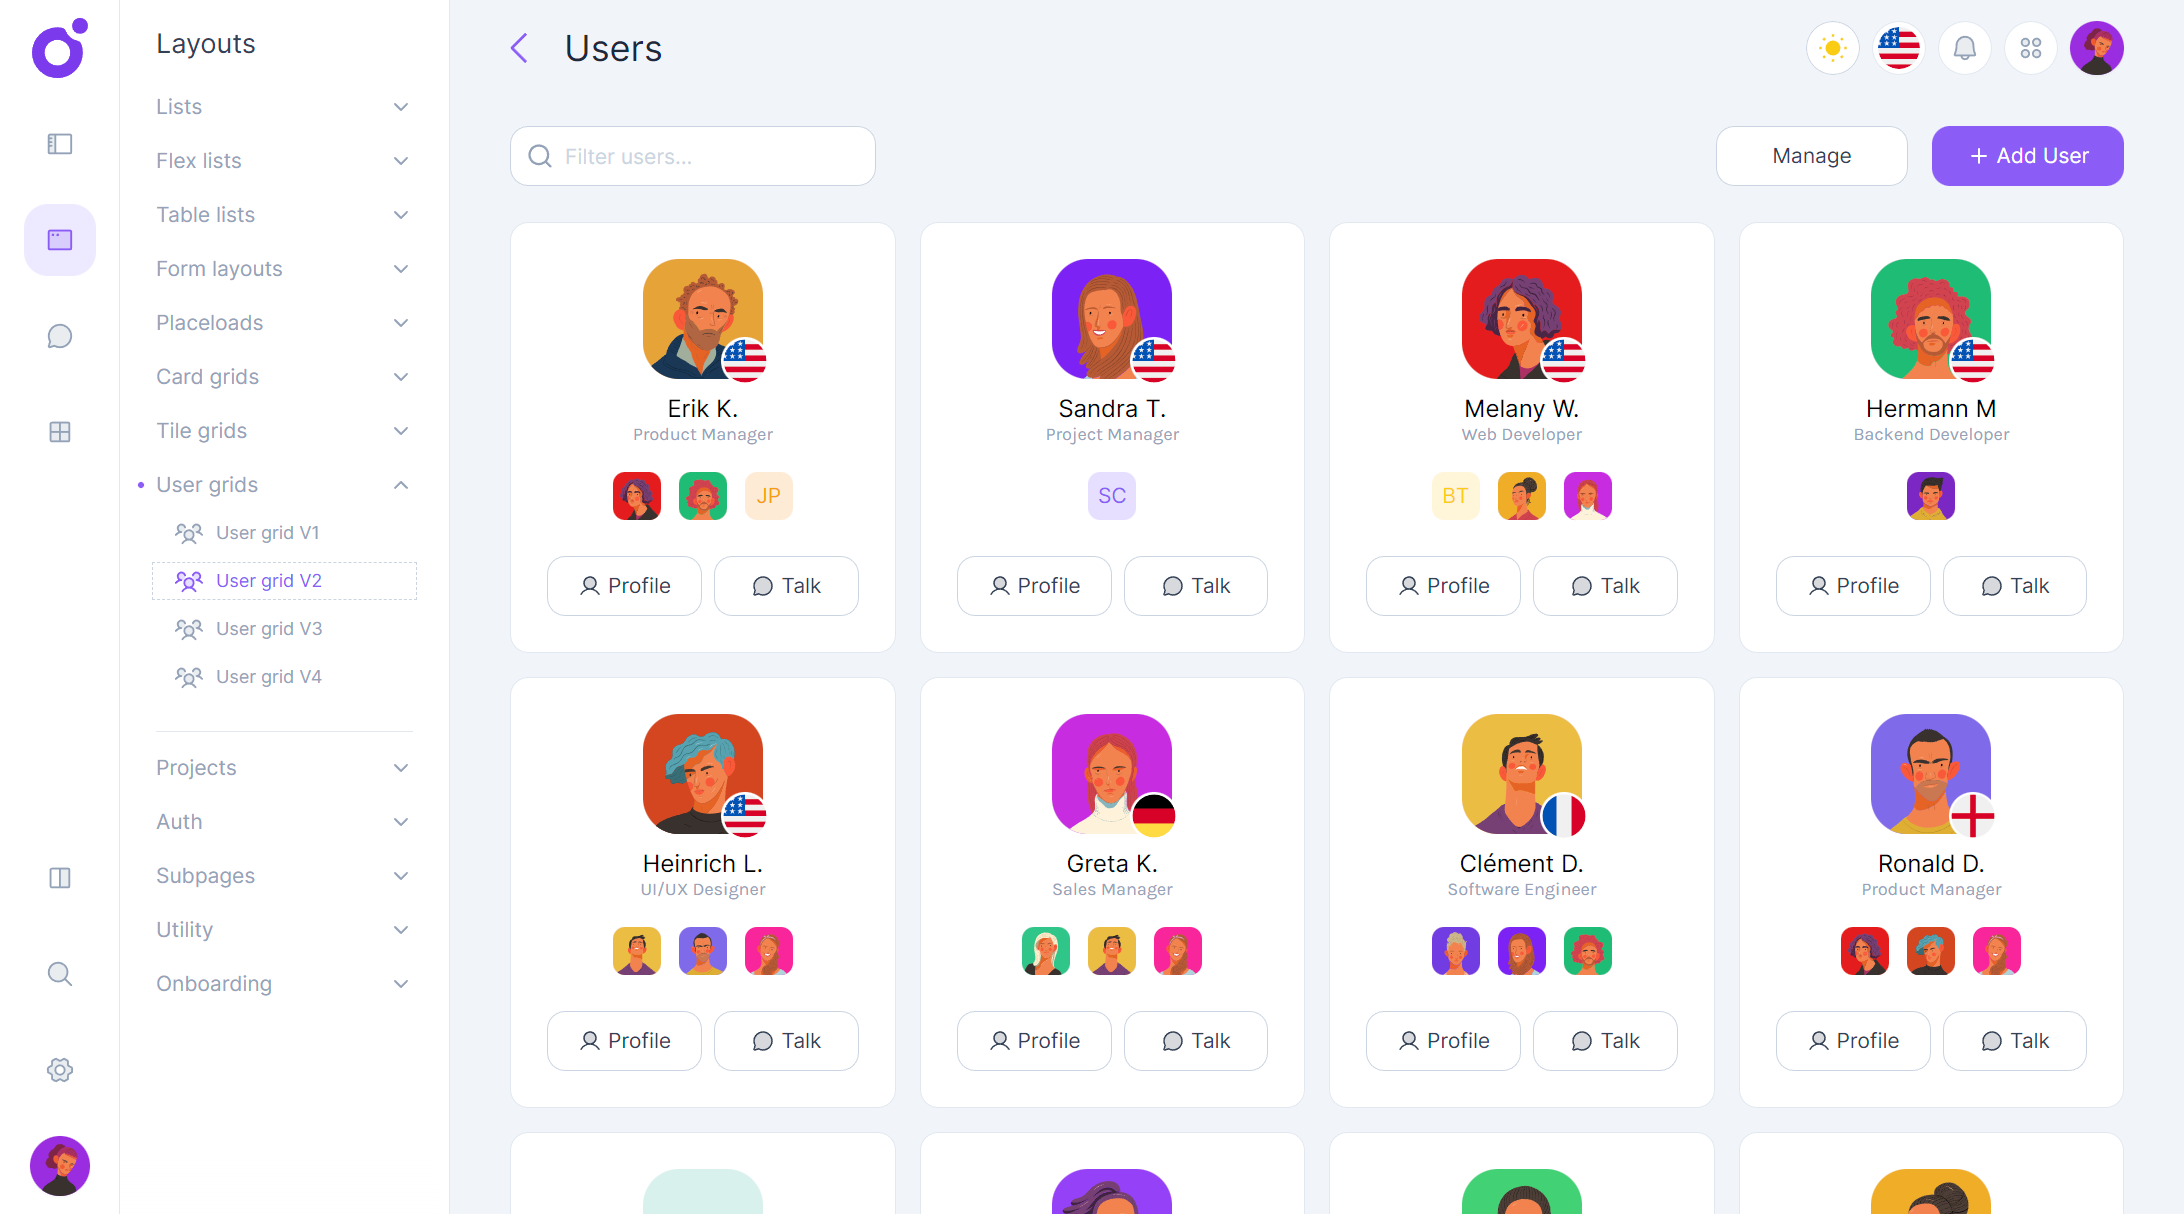 Layouts
Lists
Flex lists
Table lists
Form layouts
Placeloads
Card grids
Tile grids
User grids
User grid V1
User grid V2
User grid V3
User grid V4
Projects
Auth
Subpages
Utility
Onboarding
Users
Filter users...
Manage
+ Add User
Erik K.
Product Manager
JP
Profile
Talk
Sandra T.
Project Manager
SC
Profile
Talk
Melany W.
Web Developer
BT
Profile
Talk
Hermann M
Backend Developer
Profile
Talk
Heinrich L.
UI/UX Designer
Profile
Talk
Greta K.
Sales Manager
Profile
Talk
Clément D.
Software Engineer
Profile
Talk
Ronald D.
Product Manager
Profile
Talk